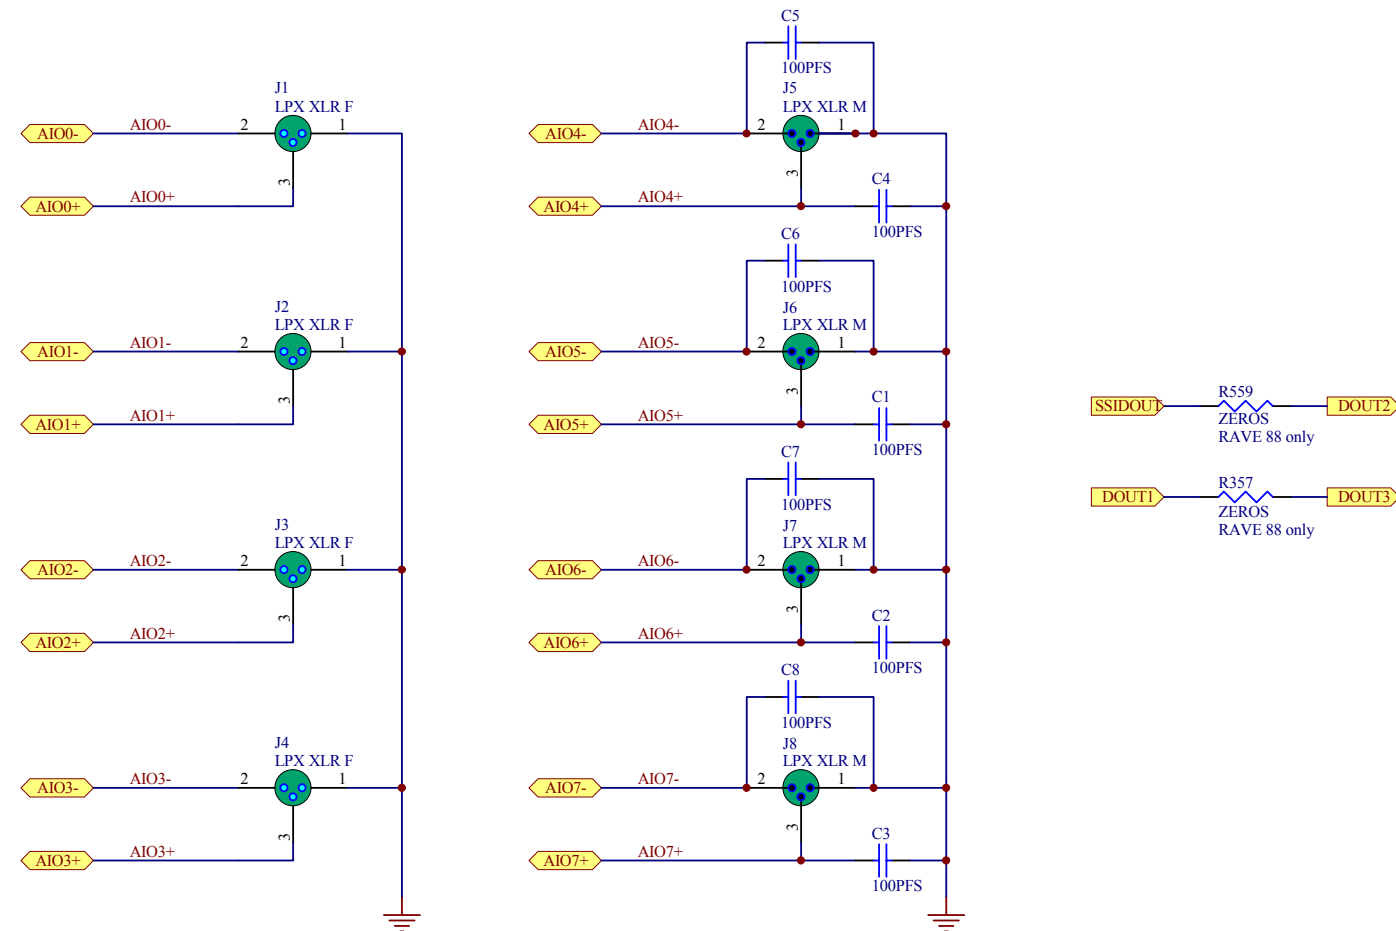 J1
LPX XLR F
AIO0-
AIO0-
2
1
3
AIO0+
AIO0+
J2
LPX XLR F
AIO1-
AIO1-
2
1
3
AIO1+
AIO1+
J3
LPX XLR F
AIO2-
AIO2-
2
1
3
AIO2+
AIO2+
J4
LPX XLR F
AIO3-
AIO3-
2
1
3
AIO3+
AIO3+
C5
100PFS
J5
LPX XLR M
AIO4-
AIO4-
2
1
3
C4
AIO4+
AIO4+
100PFS
C6
100PFS
J6
LPX XLR M
AIO5-
AIO5-
2
1
3
C1
AIO5+
AIO5+
100PFS
C7
100PFS
J7
LPX XLR M
AIO6-
AIO6-
2
1
3
C2
AIO6+
AIO6+
100PFS
C8
100PFS
J8
LPX XLR M
AIO7-
AIO7-
2
1
3
C3
AIO7+
AIO7+
100PFS
R559
SSIDOUT
DOUT2
ZEROS
RAVE 88 only
R357
DOUT1
DOUT3
ZEROS
RAVE 88 only